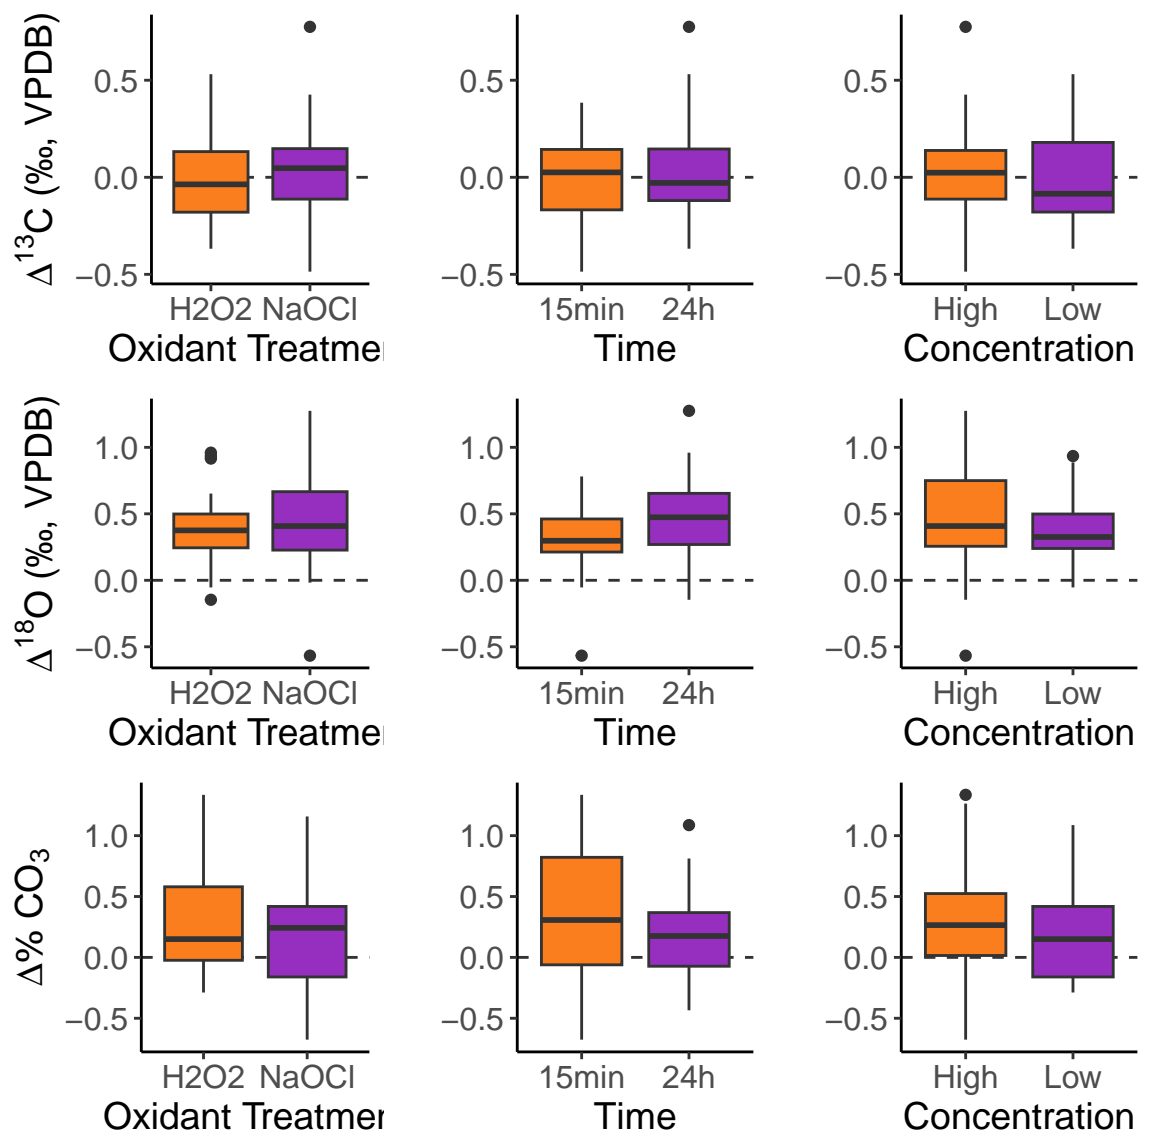 Δ¹³C (‰, VPDB)
0.5
0.0
−0.5
H2O2 NaOCl
Oxidant Treatmer
0.5
0.0
−0.5
15min 24h
Time
0.5
0.0
−0.5
High Low
Concentration
Δ¹⁸O (‰, VPDB)
1.0
0.5
0.0
−0.5
H2O2 NaOCl
Oxidant Treatmer
1.0
0.5
0.0
−0.5
15min 24h
Time
1.0
0.5
0.0
−0.5
High Low
Concentration
Δ% CO₃
1.0
0.5
0.0
−0.5
H2O2 NaOCl
Oxidant Treatmer
1.0
0.5
0.0
−0.5
15min 24h
Time
1.0
0.5
0.0
−0.5
High Low
Concentration